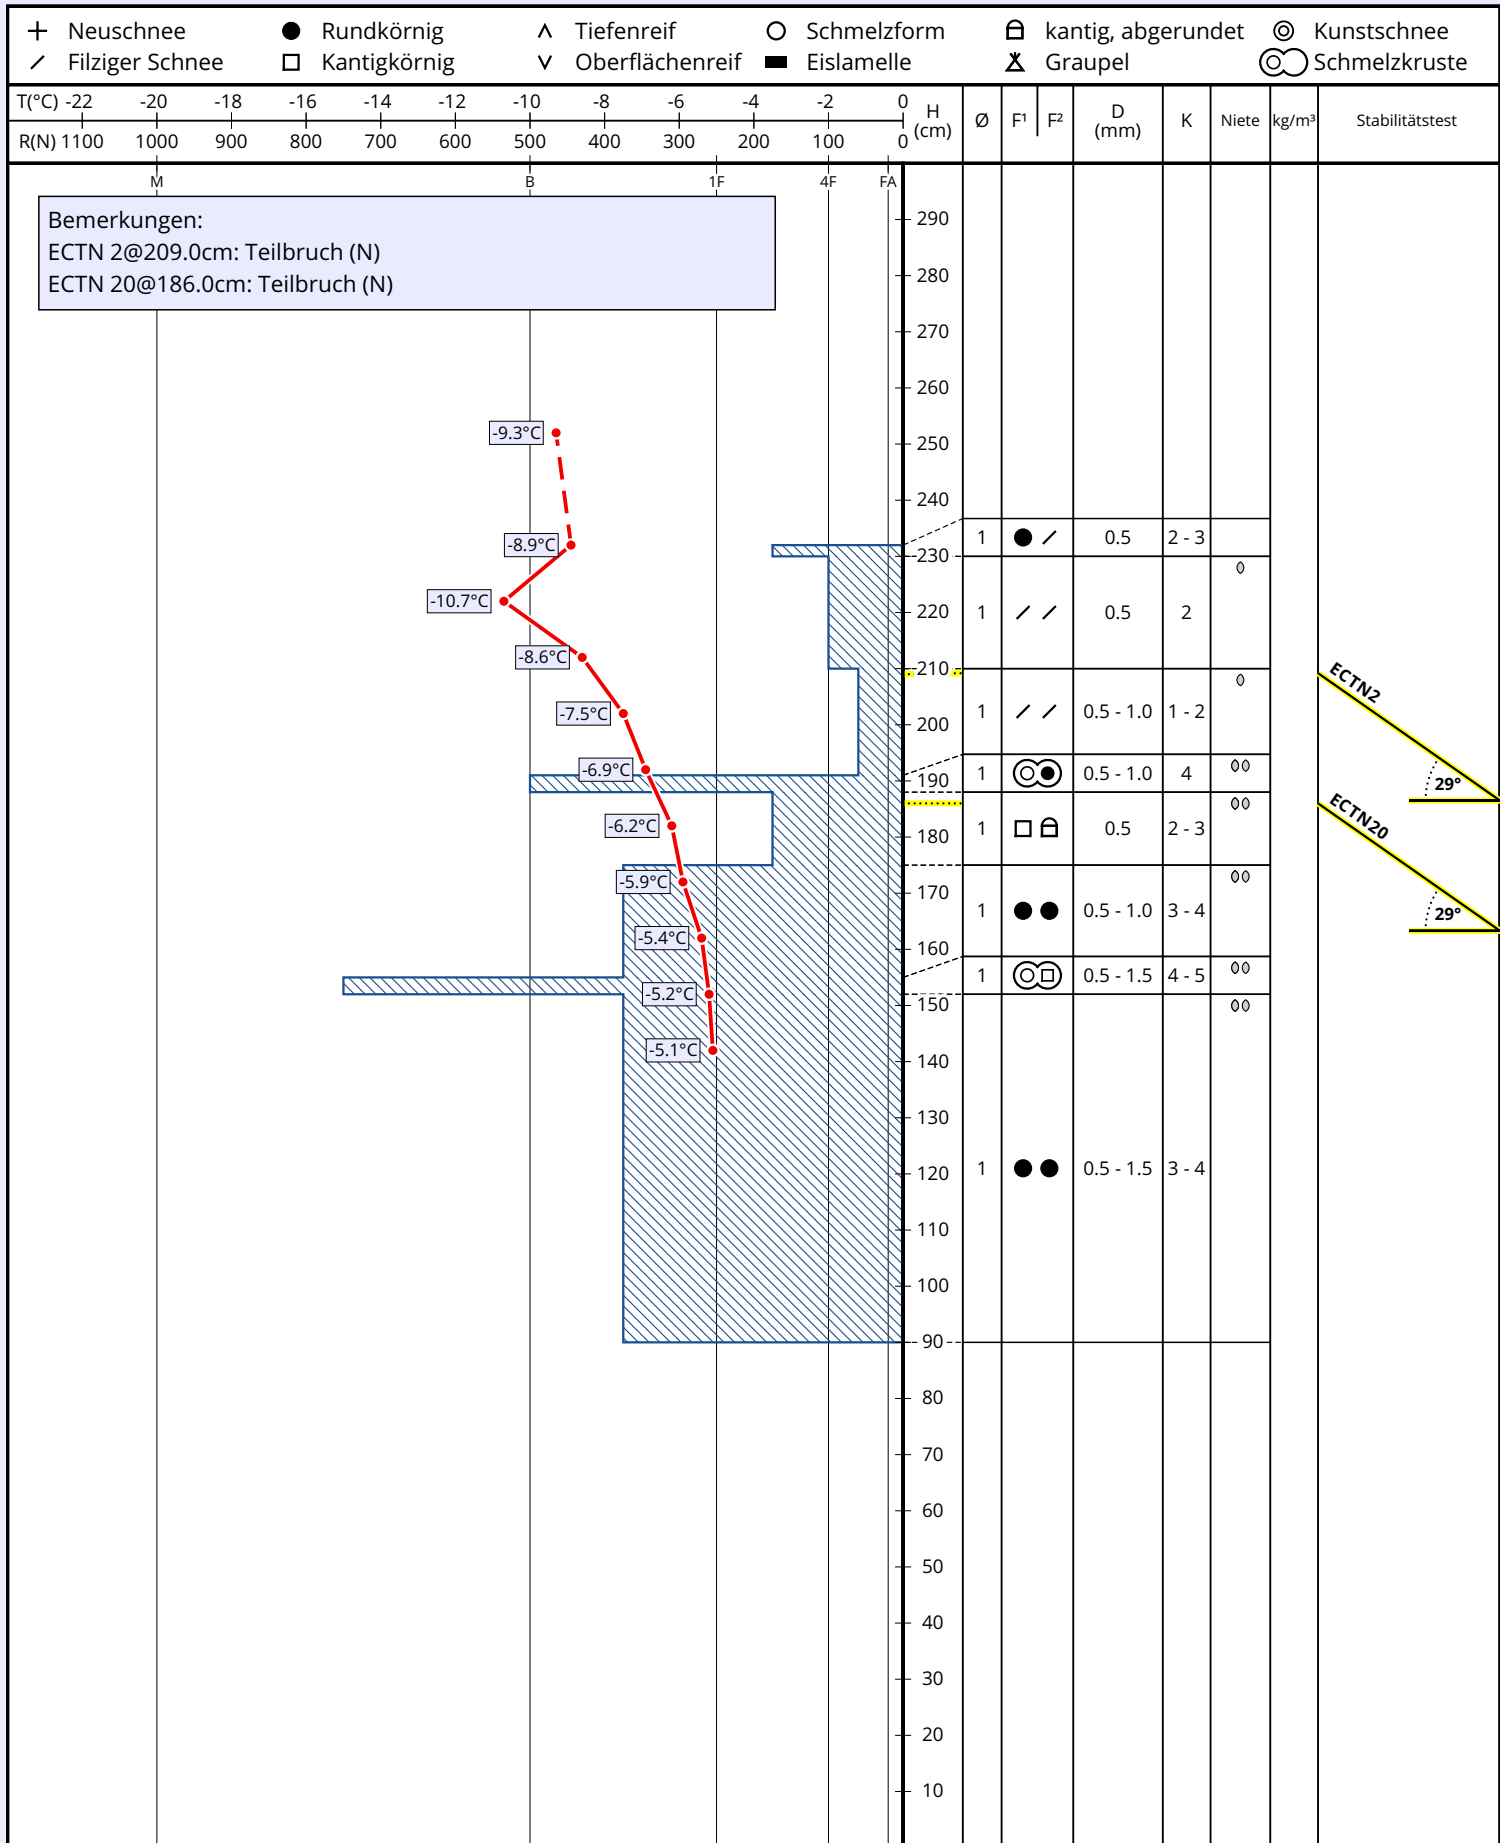 Neuschnee Rundkörnig Tiefenreif Schmelzform kantig, abgerundet Kunstschnee
Filziger Schnee Kantigkörnig Oberflächenreif Eislamelle Graupel Schmelzkruste
T(°C) -22 -20 -18 -16 -14 -12 -10 -8 -6 -4 -2 0
R(N) 1100 1000 900 800 700 600 500 400 300 200 100 0
H (cm) Ø F¹ F² D (mm) K Niete kg/m³ Stabilitätstest
M B 1F 4F FA
Bemerkungen:
ECTN 2@209.0cm: Teilbruch (N)
ECTN 20@186.0cm: Teilbruch (N)
290
280
270
260
-9.3°C 250
240
-8.9°C 1 0.5 2 - 3
230
-10.7°C 220 1 0.5 2
-8.6°C 210 ECTN2
-7.5°C 200 1 0.5 - 1.0 1 - 2
-6.9°C 190 1 0.5 - 1.0 4 29°
-6.2°C 180 1 0.5 2 - 3 ECTN20
-5.9°C 170
1 0.5 - 1.0 3 - 4 29°
-5.4°C 160
1 0.5 - 1.5 4 - 5
-5.2°C 150
-5.1°C 140
130
120 1 0.5 - 1.5 3 - 4
110
100
90
80
70
60
50
40
30
20
10